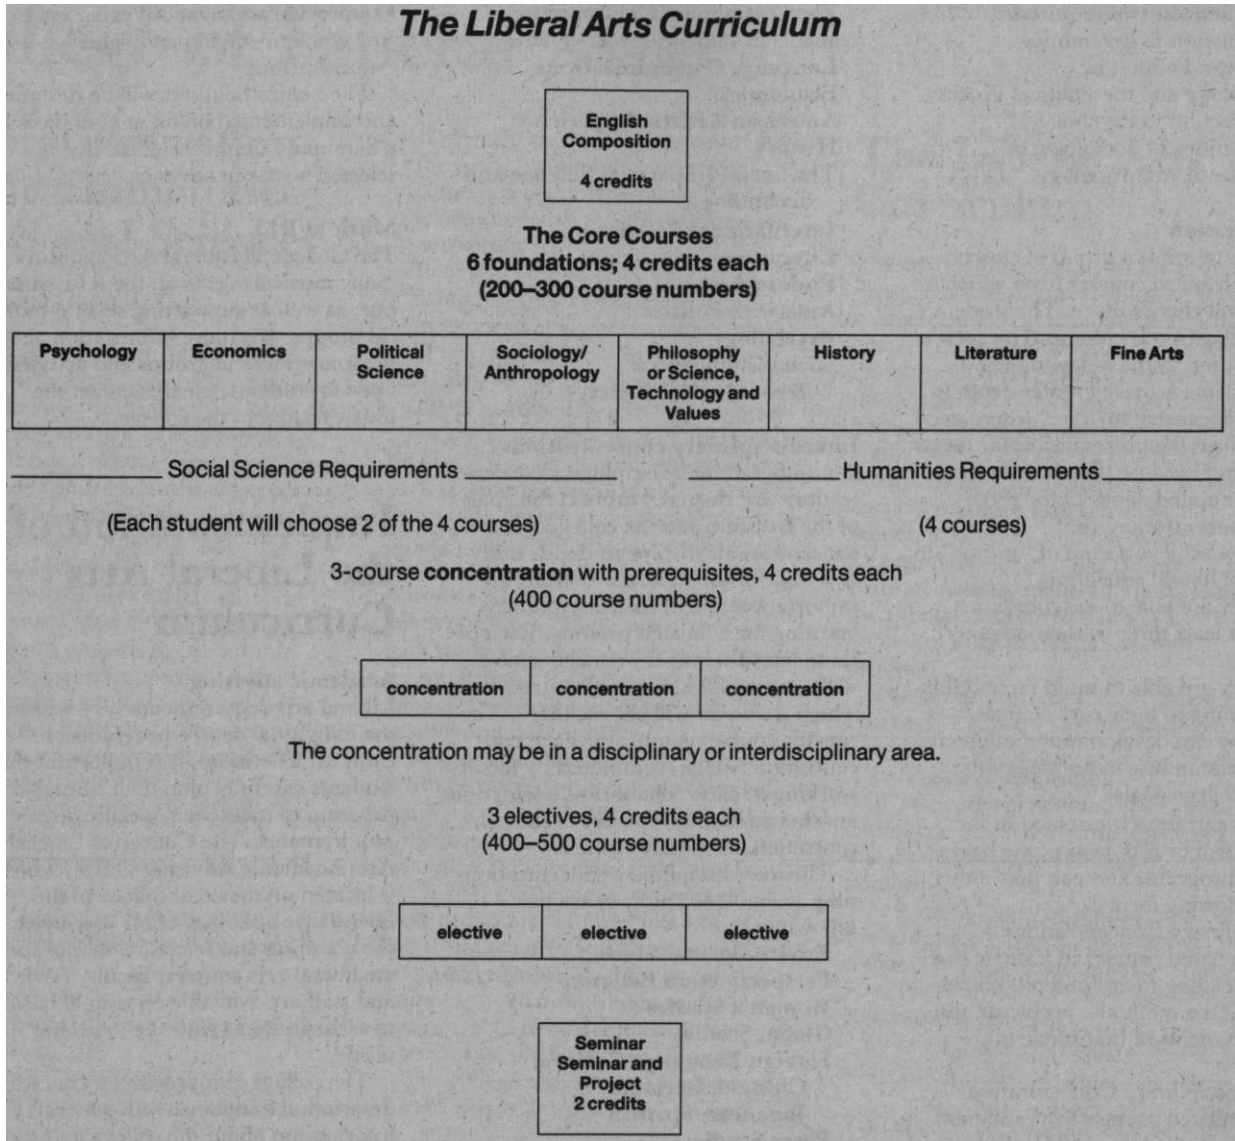 The Liberal Arts Curriculum
English
Composition
4 credits
The Core Courses
6 foundations; 4 credits each
(200–300 course numbers)
Psychology
Economics
Political
Science
Sociology/
Anthropology
Philosophy
or Science,
Technology and
Values
History
Literature
Fine Arts
Social Science Requirements
Humanities Requirements
(Each student will choose 2 of the 4 courses)
(4 courses)
3-course concentration with prerequisites, 4 credits each
(400 course numbers)
concentration concentration concentration
The concentration may be in a disciplinary or interdisciplinary area.
3 electives, 4 credits each
(400–500 course numbers)
elective elective elective
Seminar
Seminar and
Project
2 credits